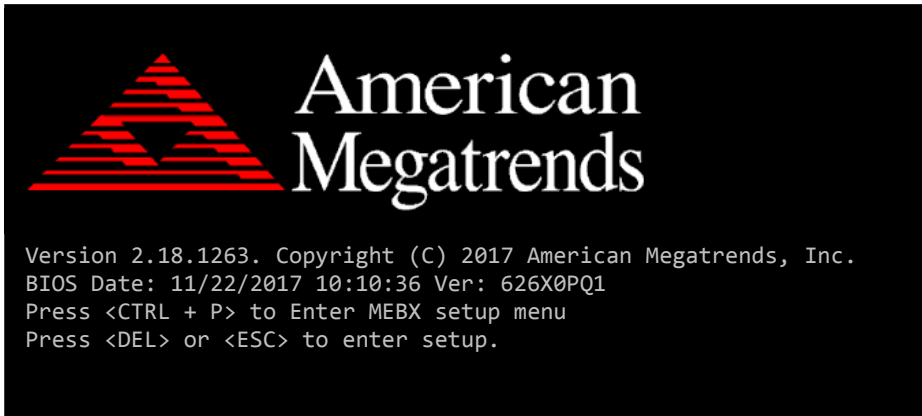 American
Megatrends
Version 2.18.1263. Copyright (C) 2017 American Megatrends, Inc.
BIOS Date: 11/22/2017 10:10:36 Ver: 626X0PQ1
Press <CTRL + P> to Enter MEBX setup menu
Press <DEL> or <ESC> to enter setup.